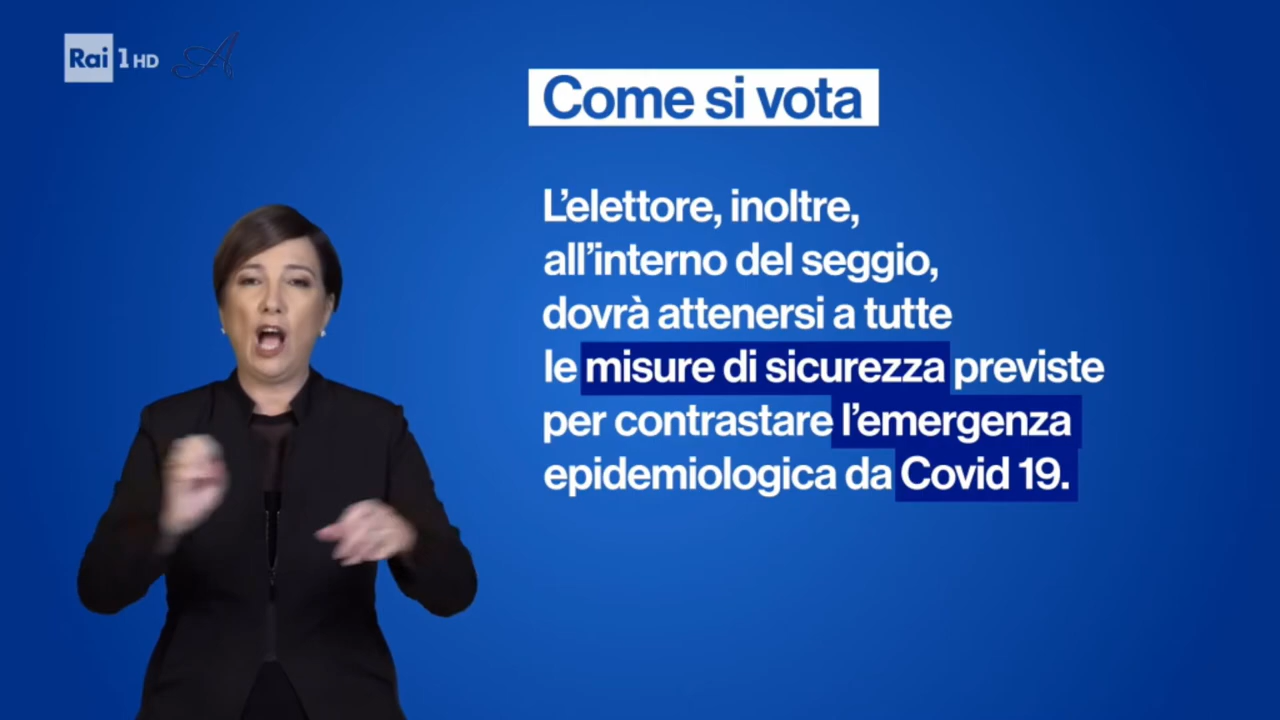 Rai 1 HD A
Come si vota
L'elettore, inoltre,
all'interno del seggio,
dovrà attenersi a tutte
le misure di sicurezza previste
per contrastare l'emergenza
epidemiologica da Covid 19.